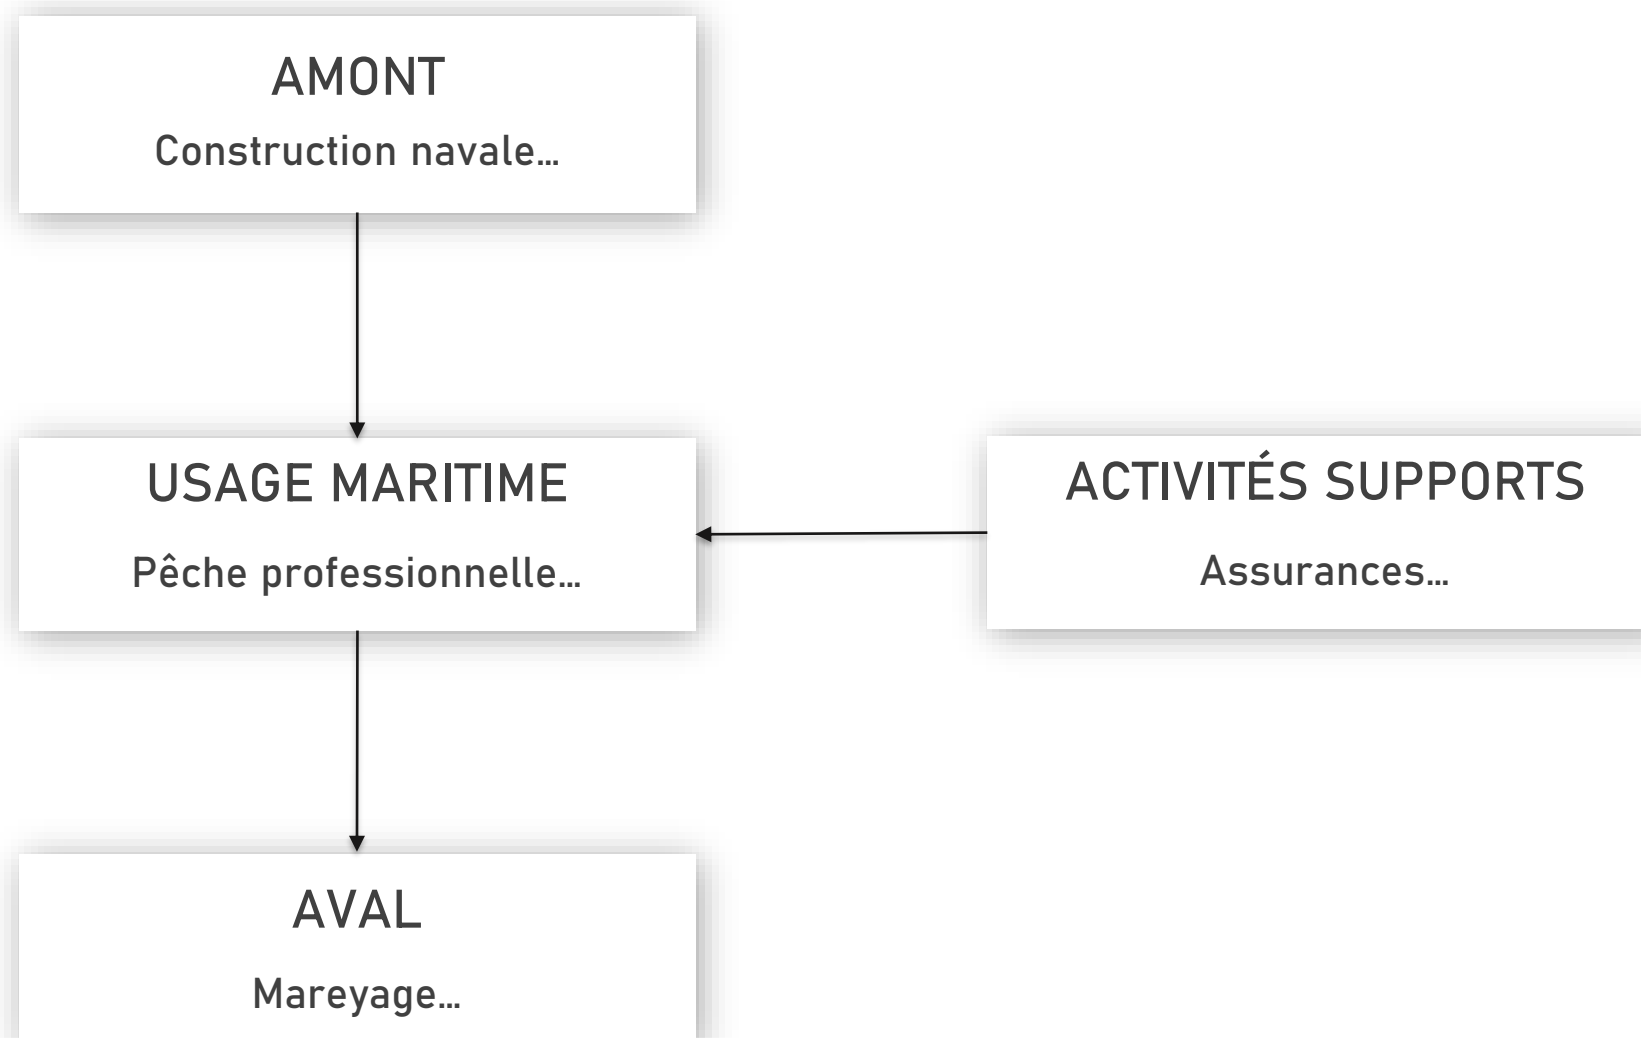 AMONT
Construction navale…
USAGE MARITIME
Pêche professionnelle…
ACTIVITÉS SUPPORTS
Assurances…
AVAL
Mareyage…